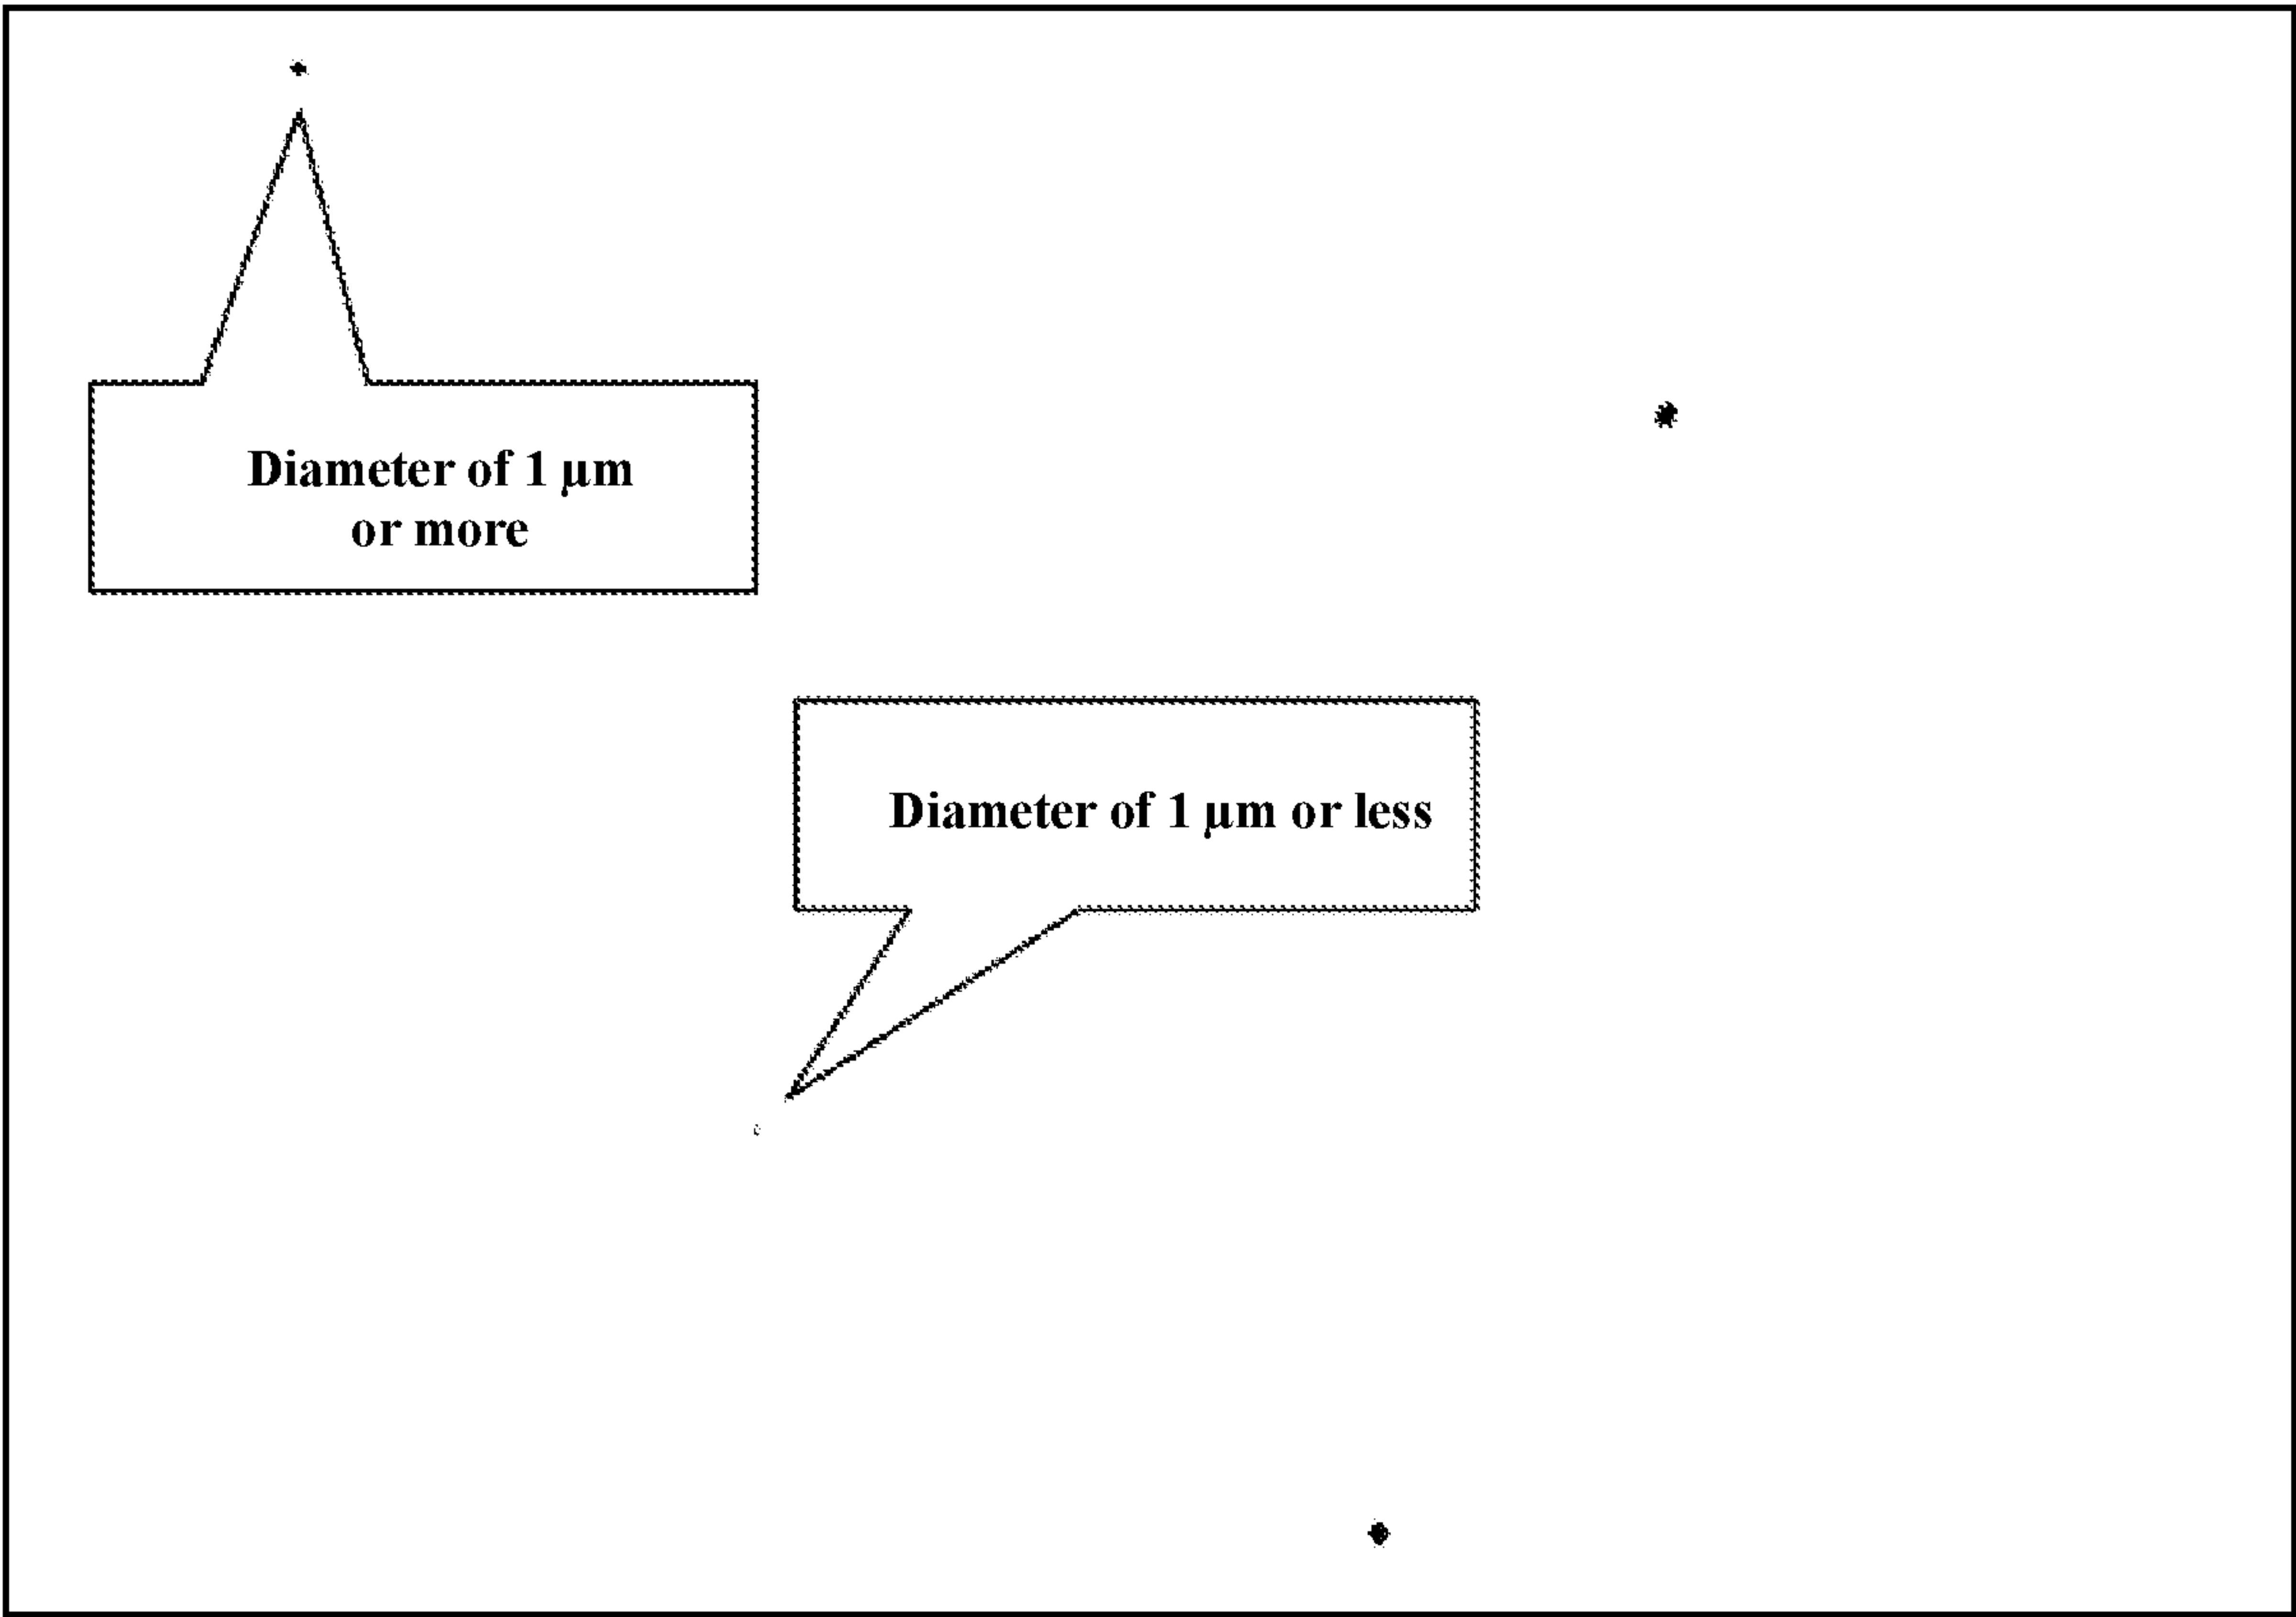 Diameter of 1 μm
or more
Diameter of 1 μm or less